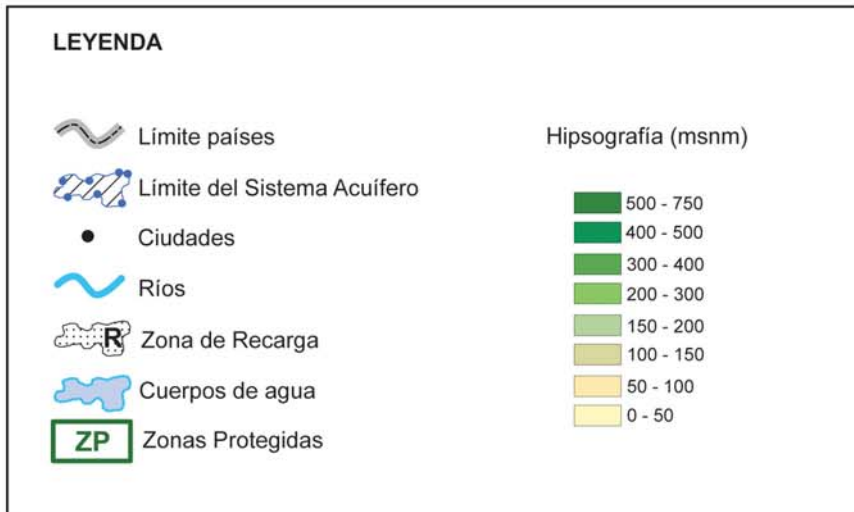 LEYENDA
Límite países
Límite del Sistema Acuífero
Ciudades
Ríos
R
Zona de Recarga
Cuerpos de agua
ZP
Zonas Protegidas
Hipsografía (msnm)
500 - 750
400 - 500
300 - 400
200 - 300
150 - 200
100 - 150
50 - 100
0 - 50